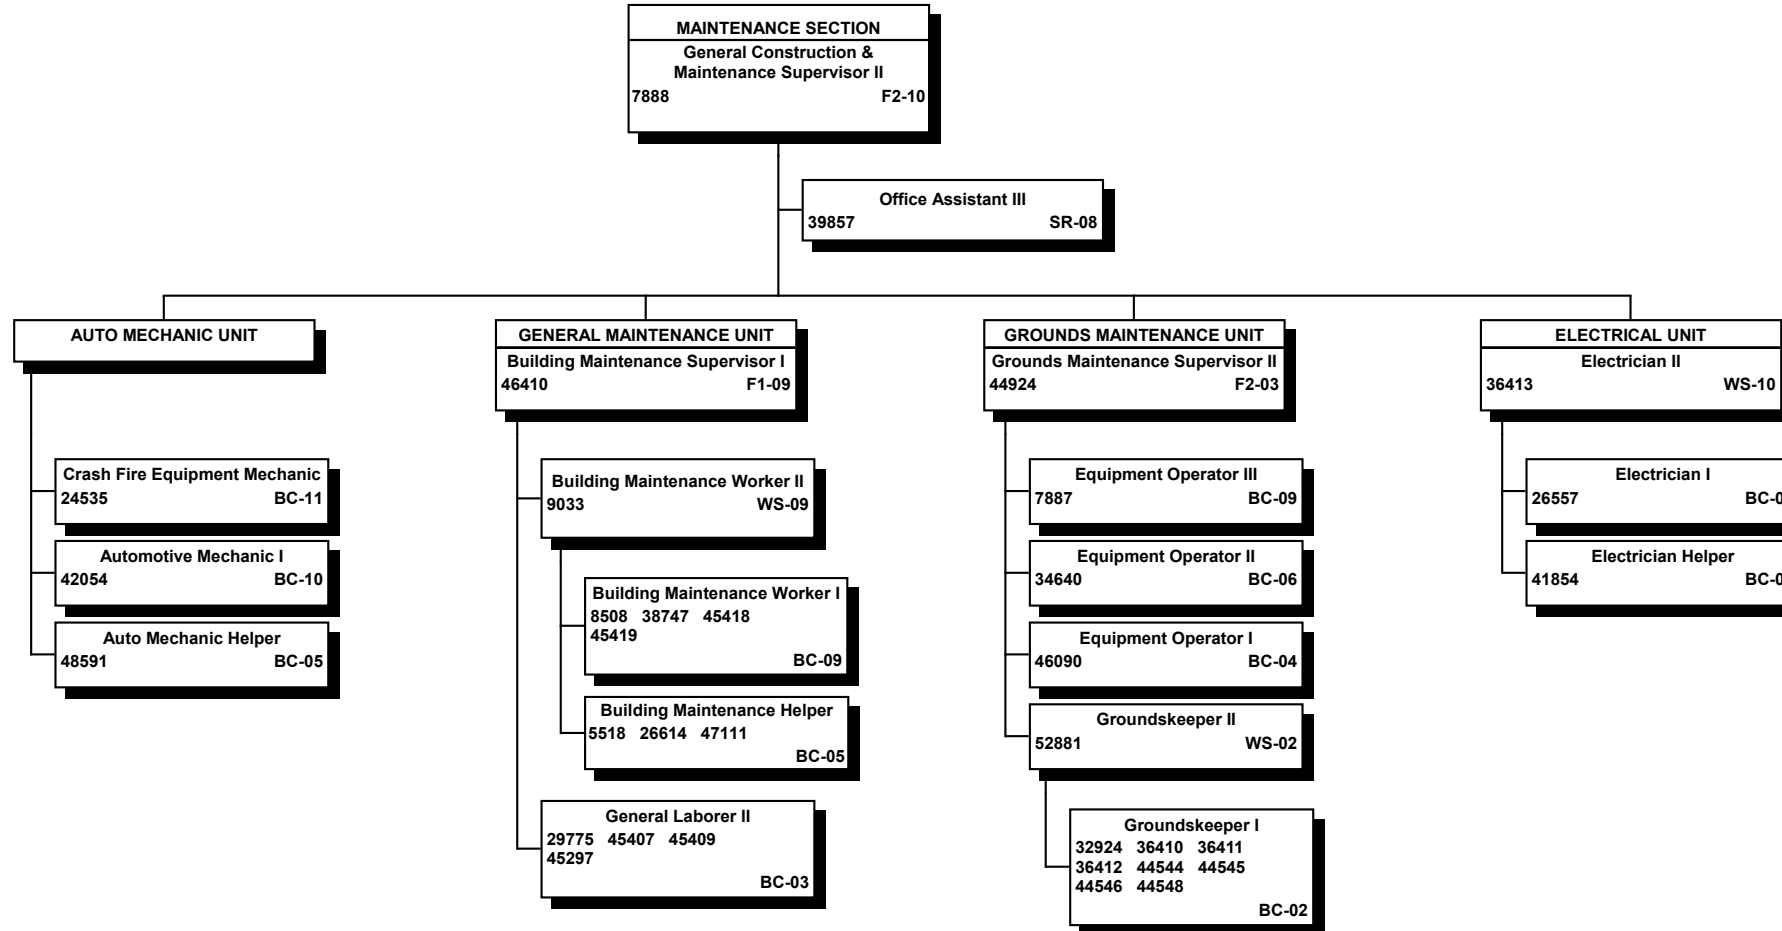 MAINTENANCE SECTION
General Construction &
Maintenance Supervisor II
7888 F2-10
Office Assistant III
39857 SR-08
AUTO MECHANIC UNIT
Crash Fire Equipment Mechanic
24535 BC-11
Automotive Mechanic I
42054 BC-10
Auto Mechanic Helper
48591 BC-05
GENERAL MAINTENANCE UNIT
Building Maintenance Supervisor I
46410 F1-09
Building Maintenance Worker II
9033 WS-09
Building Maintenance Worker I
8508 38747 45418
45419
BC-09
Building Maintenance Helper
5518 26614 47111
BC-05
General Laborer II
29775 45407 45409
45297
BC-03
GROUNDS MAINTENANCE UNIT
Grounds Maintenance Supervisor II
44924 F2-03
Equipment Operator III
7887 BC-09
Equipment Operator II
34640 BC-06
Equipment Operator I
46090 BC-04
Groundskeeper II
52881 WS-02
Groundskeeper I
32924 36410 36411
36412 44544 44545
44546 44548
BC-02
ELECTRICAL UNIT
Electrician II
36413 WS-10
Electrician I
26557
Electrician Helper
41854